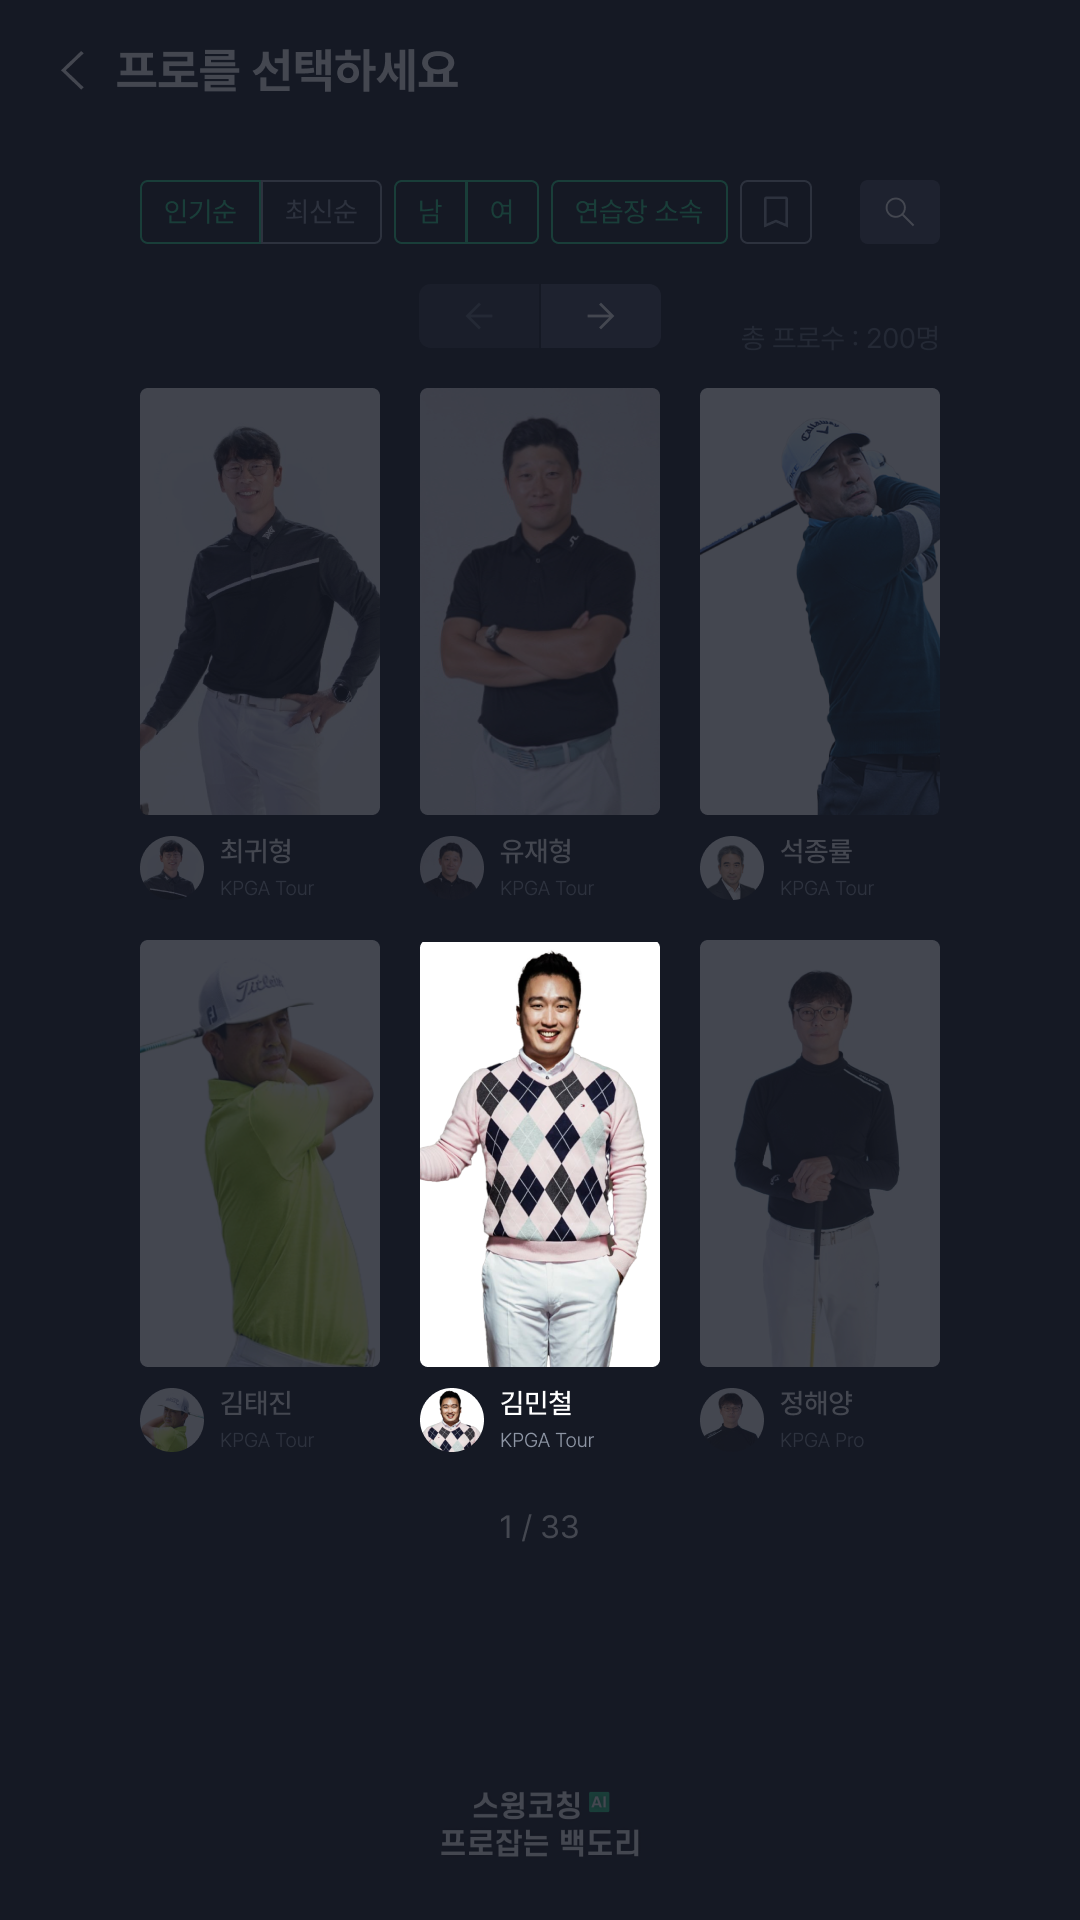 프로를 선택하세요
인기순 최신순 남 여 연습장 소속
총 프로수 : 200명
Callaway
최귀형
KPGA Tour
유재형
KPGA Tour
석종률
KPGA Tour
Titleist
FJ
김태진
KPGA Tour
김민철
KPGA Tour
정해양
KPGA Pro
1 / 33
스윙코칭 AI
프로잡는 백도리